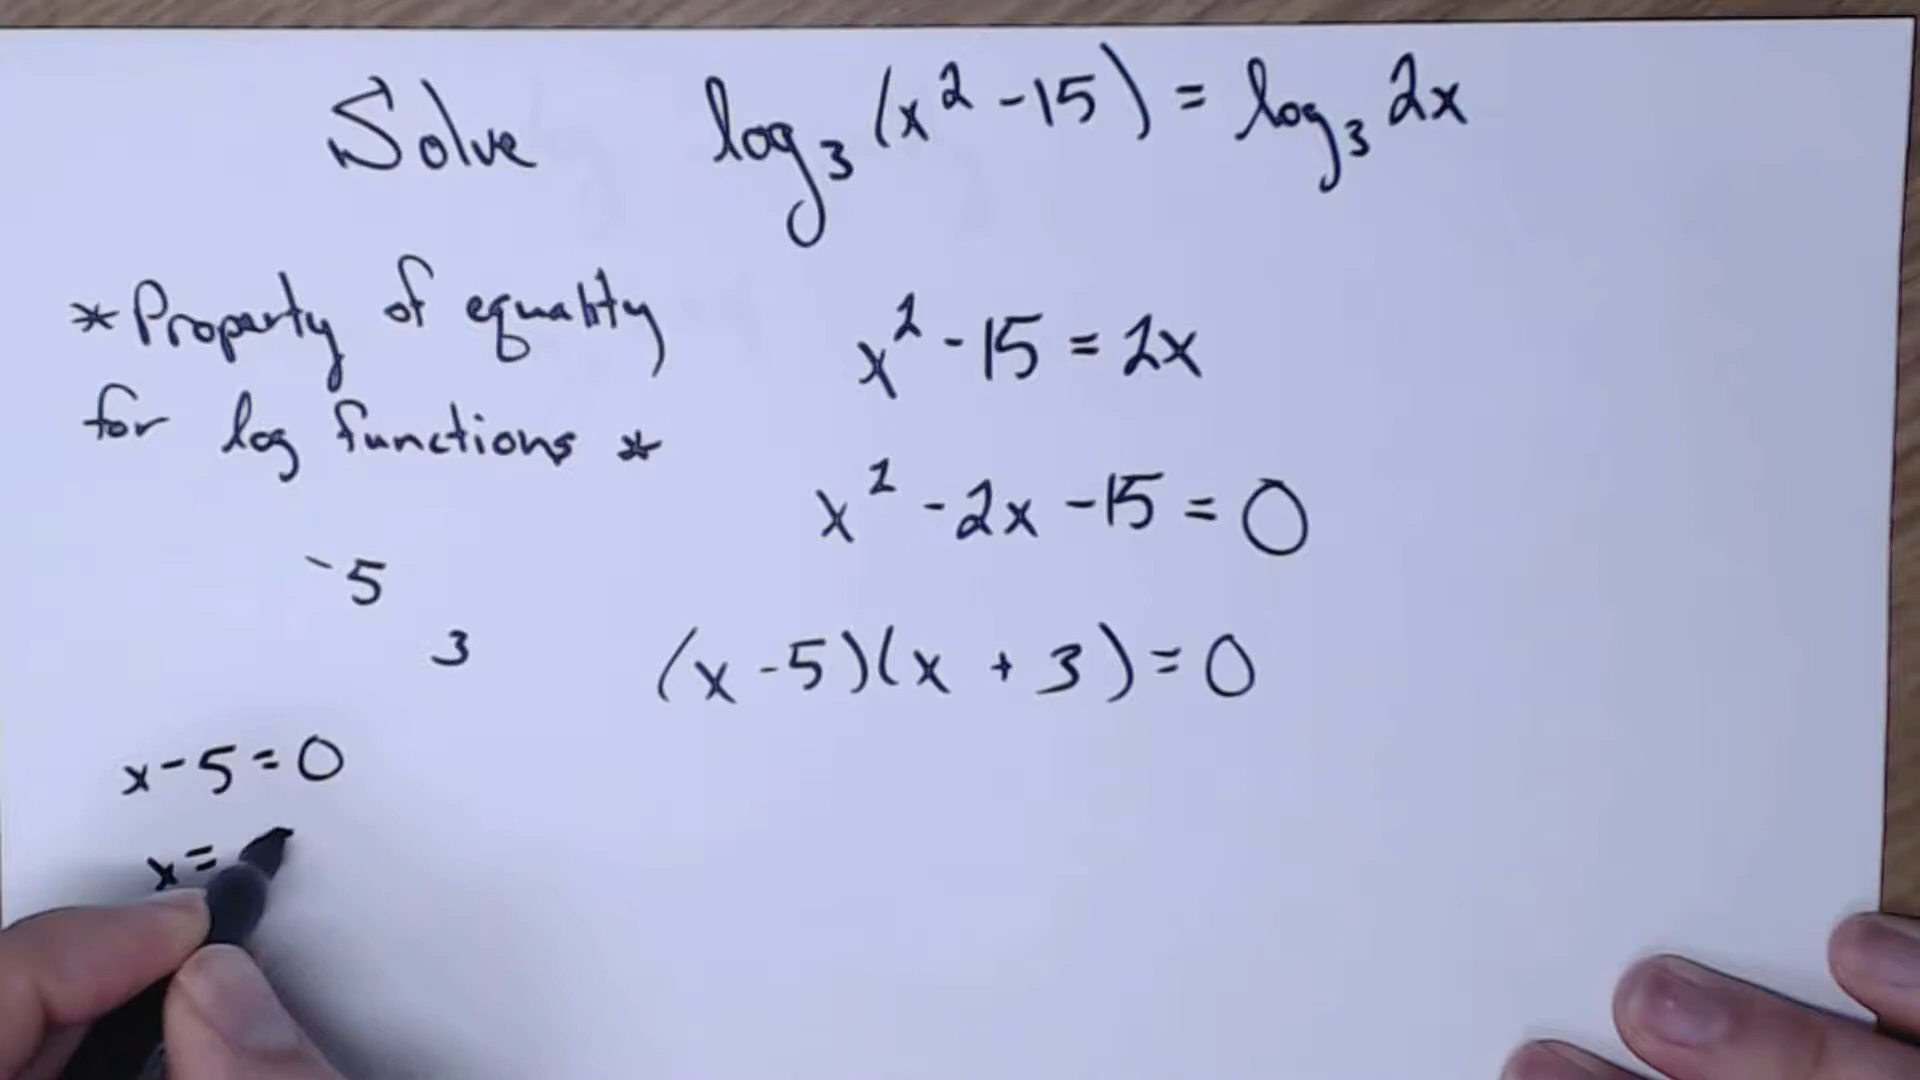 Solve log₃(x²-15) = log₃ 2x
*Property of equality
for log functions *
x²-15 = 2x
x²-2x-15 = 0
-5
3
(x-5)(x+3)=0
x-5=0
x=